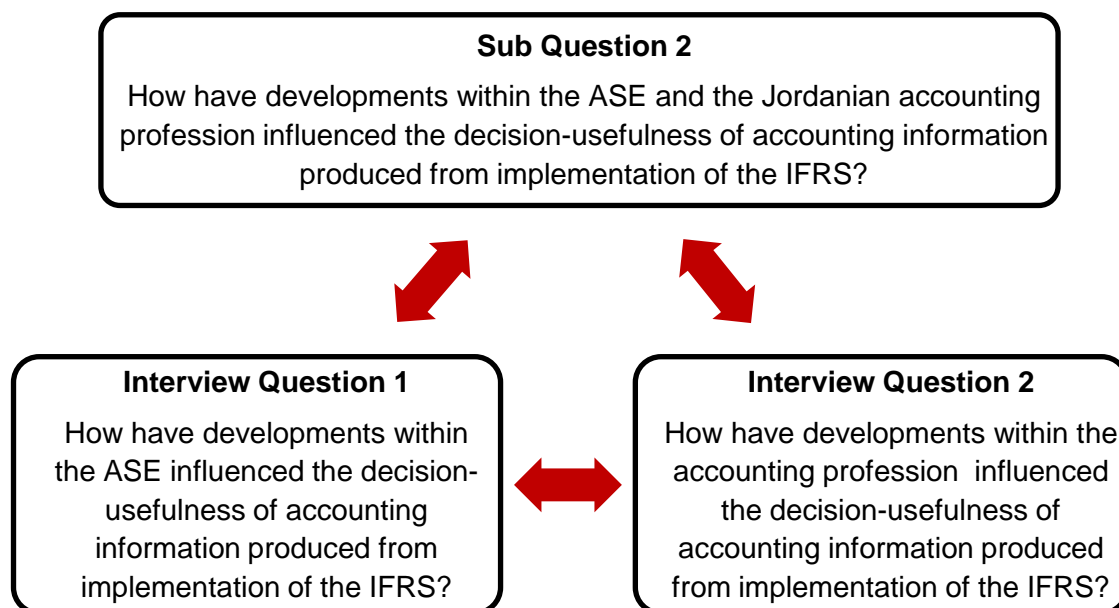 Sub Question 2
How have developments within the ASE and the Jordanian accounting
profession influenced the decision-usefulness of accounting information
produced from implementation of the IFRS?
Interview Question 1
How have developments within
the ASE influenced the decision-
usefulness of accounting
information produced from
implementation of the IFRS?
Interview Question 2
How have developments within the
accounting profession  influenced
the decision-usefulness of
accounting information produced
from implementation of the IFRS?